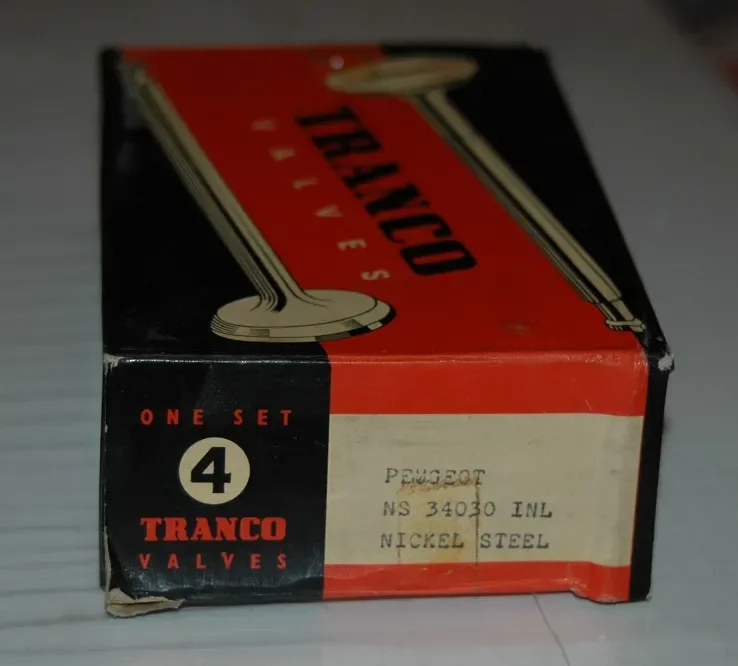 TRANCO
VALVES
ONE SET
4
TRANCO
VALVES
PEUGEOT
NS 34030 INL
NICKEL STEEL